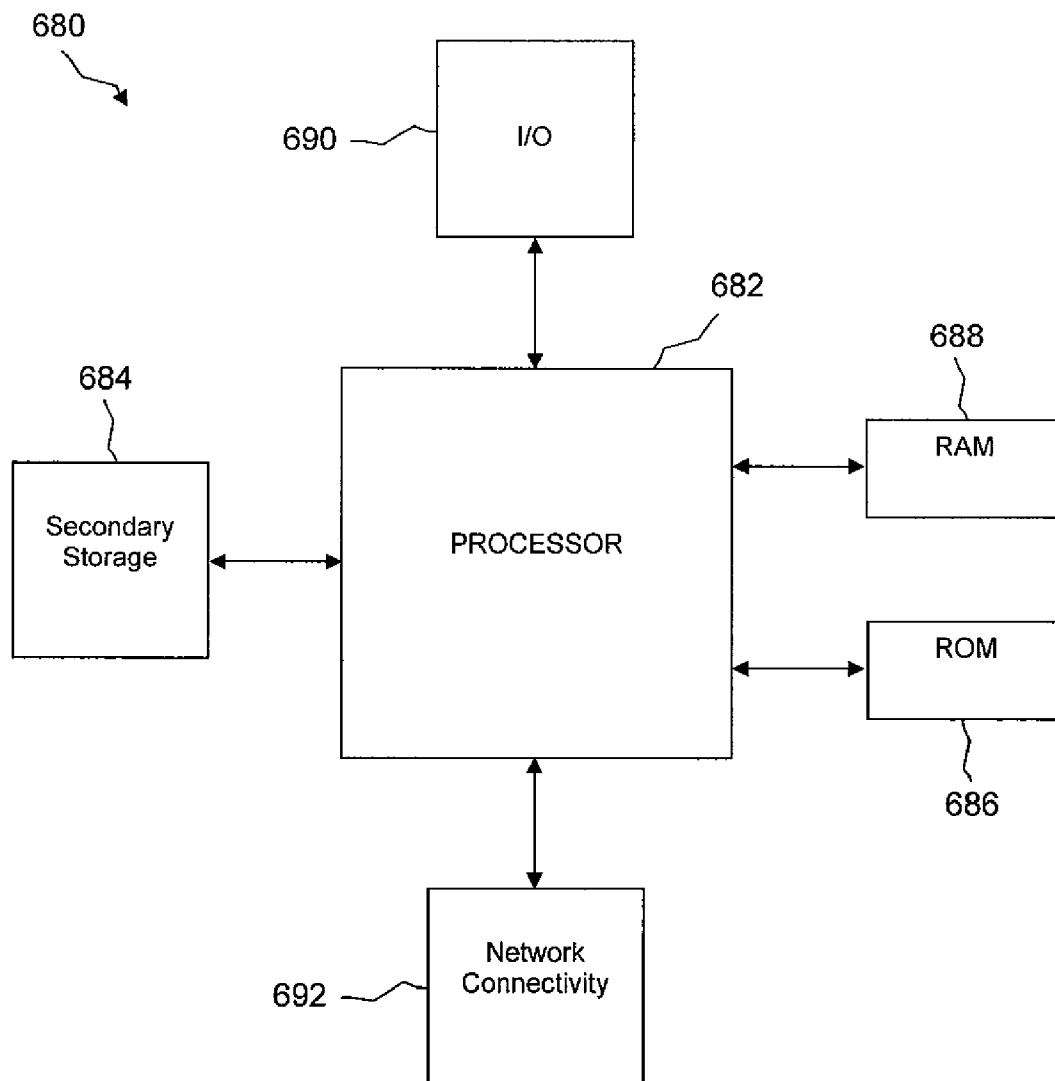 680
690
I/O
682
688
684
RAM
Secondary
Storage
PROCESSOR
ROM
686
Network
Connectivity
692